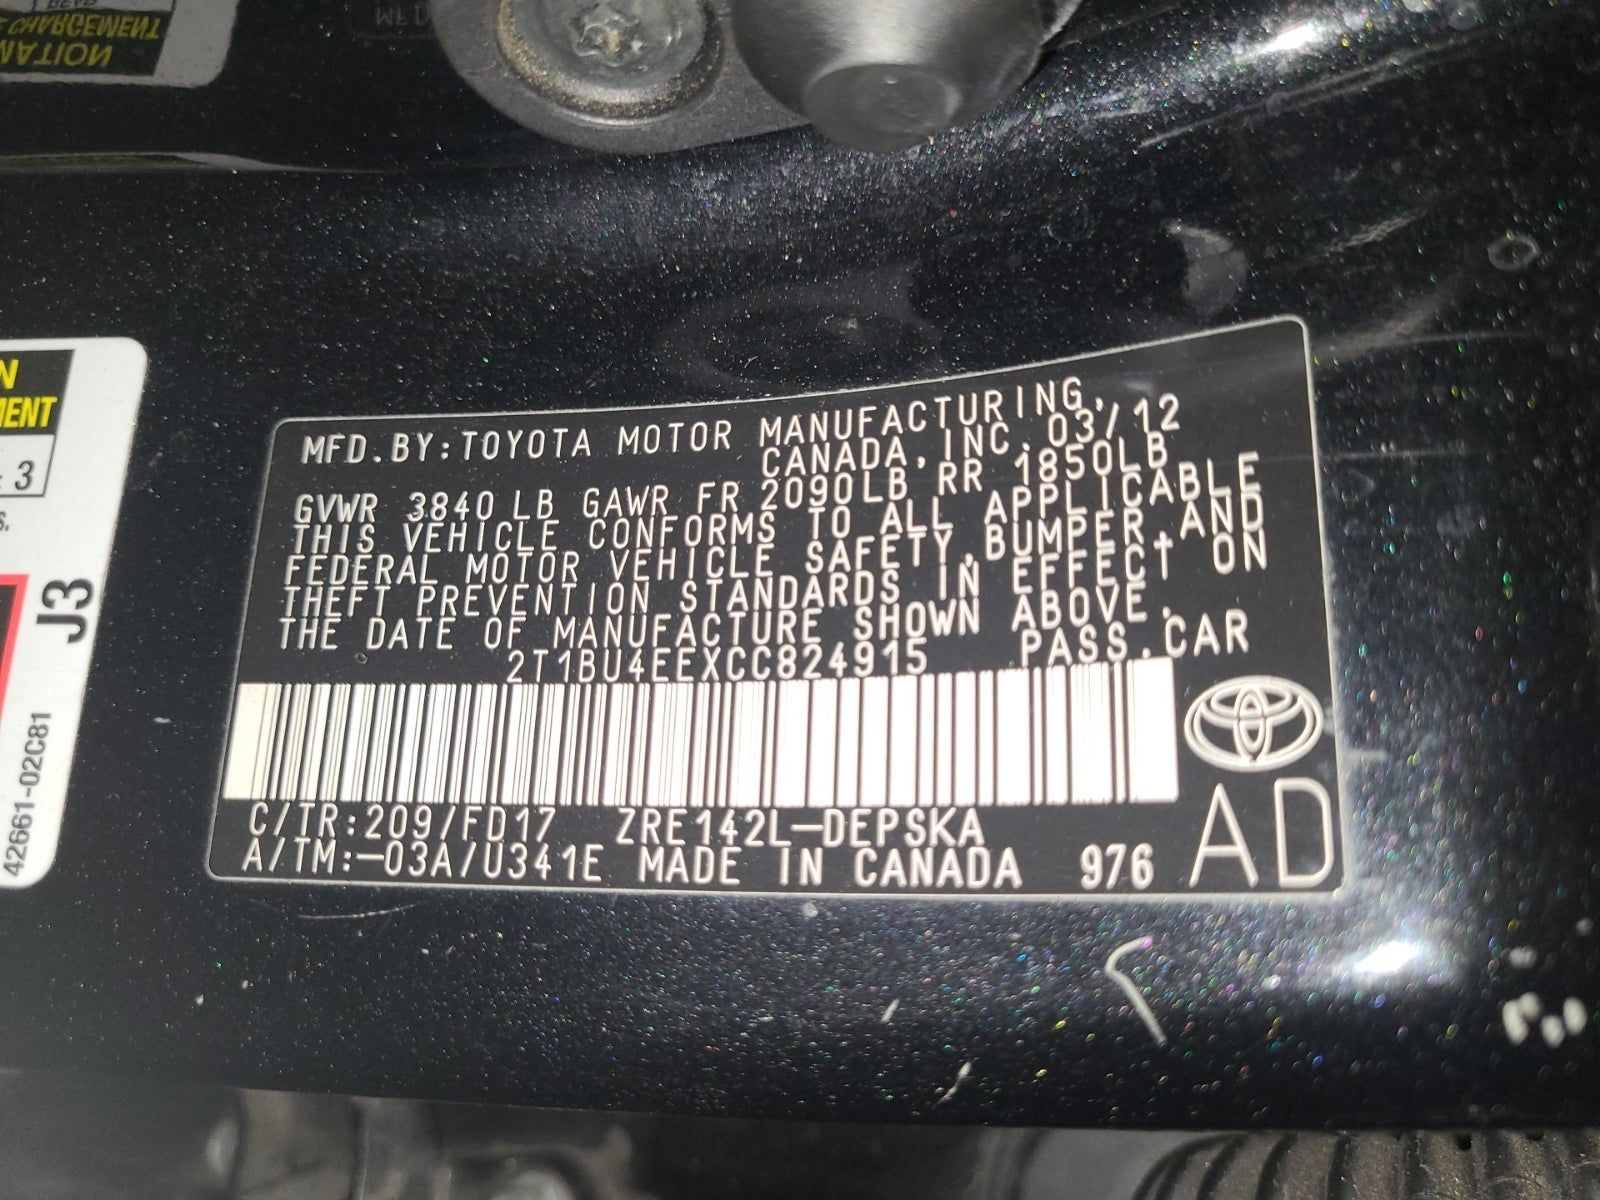 CHARGEMENT
MATION
MFD
N
MENT
3
J3
42661-02C81
MFD.BY:TOYOTA MOTOR MANUFACTURING,
CANADA, INC. 03/12
GVWR 3840 LB GAWR FR 2090LB RR 1850LB
THIS VEHICLE CONFORMS TO ALL APPLICABLE
FEDERAL MOTOR VEHICLE SAFETY,BUMPER,AND
THEFT PREVENTION STANDARDS IN EFFECT ON
THE DATE OF MANUFACTURE SHOWN ABOVE.
2T1BU4EEXCC824915 PASS.CAR
C/TR:209/FD17 ZRE142L-DEPSKA
A/TM:-03A/U341E MADE IN CANADA 976
AD